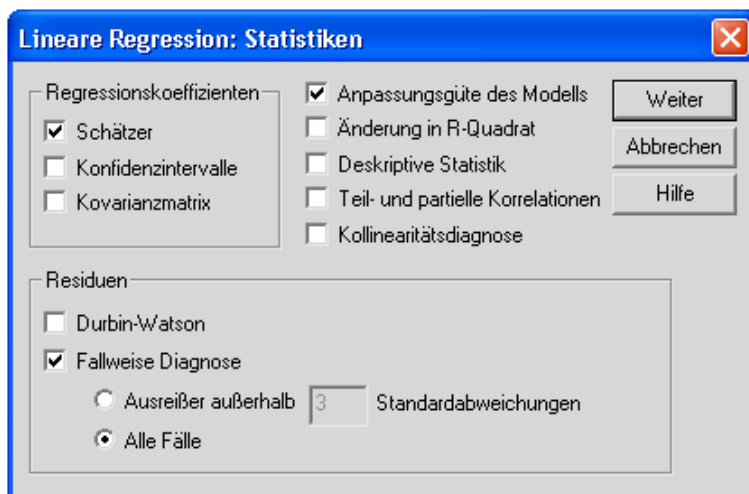 Lineare Regression: Statistiken
Regressionskoeffizienten
Schätzer
Konfidenzintervalle
Kovarianzmatrix
Anpassungsgüte des Modells
Änderung in R-Quadrat
Deskriptive Statistik
Teil- und partielle Korrelationen
Kollinearitätsdiagnose
Weiter
Abbrechen
Hilfe
Residuen
Durbin-Watson
Fallweise Diagnose
Ausreißer außerhalb 3 Standardabweichungen
Alle Fälle